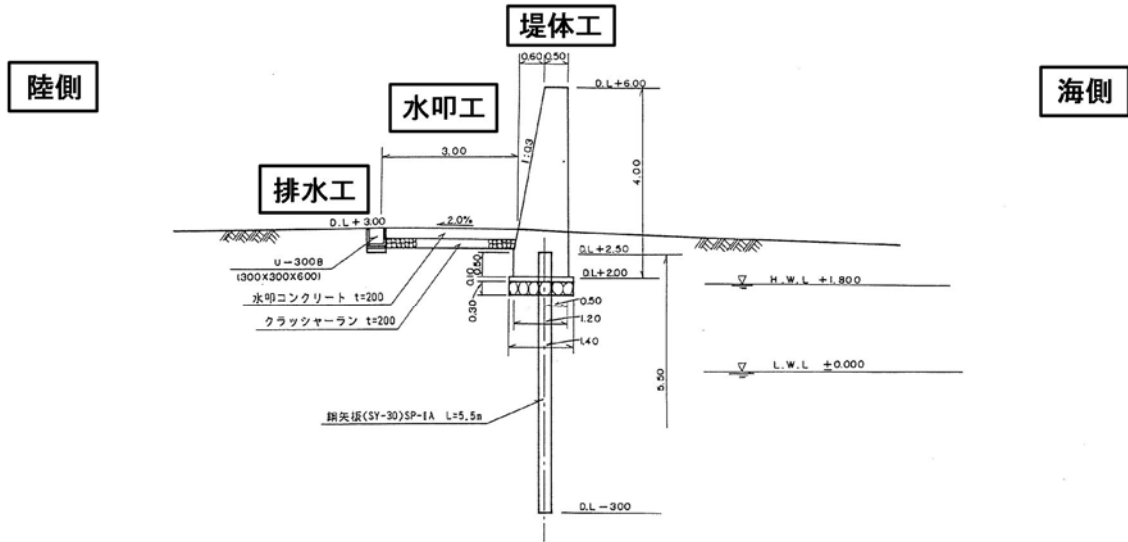 堤体工
0.60 0.50
陸側
海側
D.L+6.00
水叩工
1:0.3
3.00
4.00
排水工
D.L+3.00
2.0%
D.L+2.50
U-300B
(300X300X600)
0.50
0.10
D.L+2.00
H.W.L +1.800
水叩コンクリート t=200
0.30
0.50
クラッシャーラン t=200
1.20
1.40
L.W.L ±0.000
5.50
鋼矢板(SY-30)SP-IA L=5.5m
D.L-300